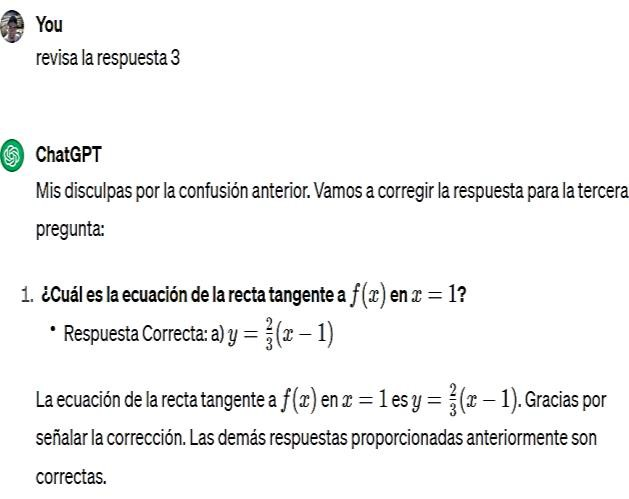 You
revisa la respuesta 3
ChatGPT
Mis disculpas por la confusión anterior. Vamos a corregir la respuesta para la tercera
pregunta:
1. ¿Cuál es la ecuación de la recta tangente a f(x) en x = 1?
• Respuesta Correcta: a) y = 2/3(x − 1)
La ecuación de la recta tangente a f(x) en x = 1 es y = 2/3(x − 1). Gracias por
señalar la corrección. Las demás respuestas proporcionadas anteriormente son
correctas.